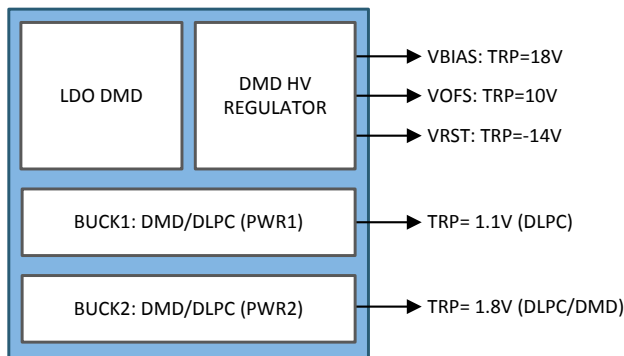 LDO DMD
DMD HV
REGULATOR
VBIAS: TRP=18V
VOFS: TRP=10V
VRST: TRP=-14V
BUCK1: DMD/DLPC (PWR1)
TRP= 1.1V (DLPC)
BUCK2: DMD/DLPC (PWR2)
TRP= 1.8V (DLPC/DMD)